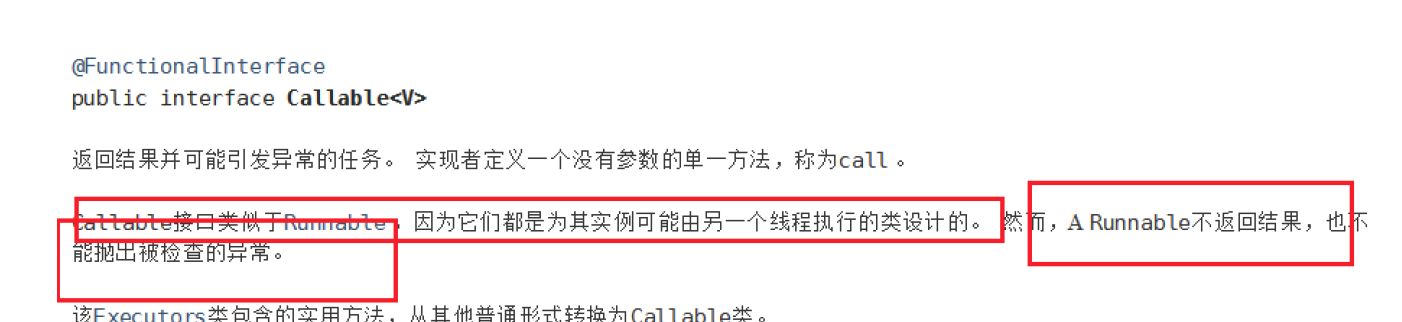 @FunctionalInterface
public interface Callable<V>
返回结果并可能引发异常的任务。 实现者定义一个没有参数的单一方法，称为call 。
Callable接口类似于Runnable ，因为它们都是为其实例可能由另一个线程执行的类设计的。 然而，A Runnable不返回结果，也不
能抛出被检查的异常。
该Executors类包含的实用方法，从其他普通形式转换为Callable类。